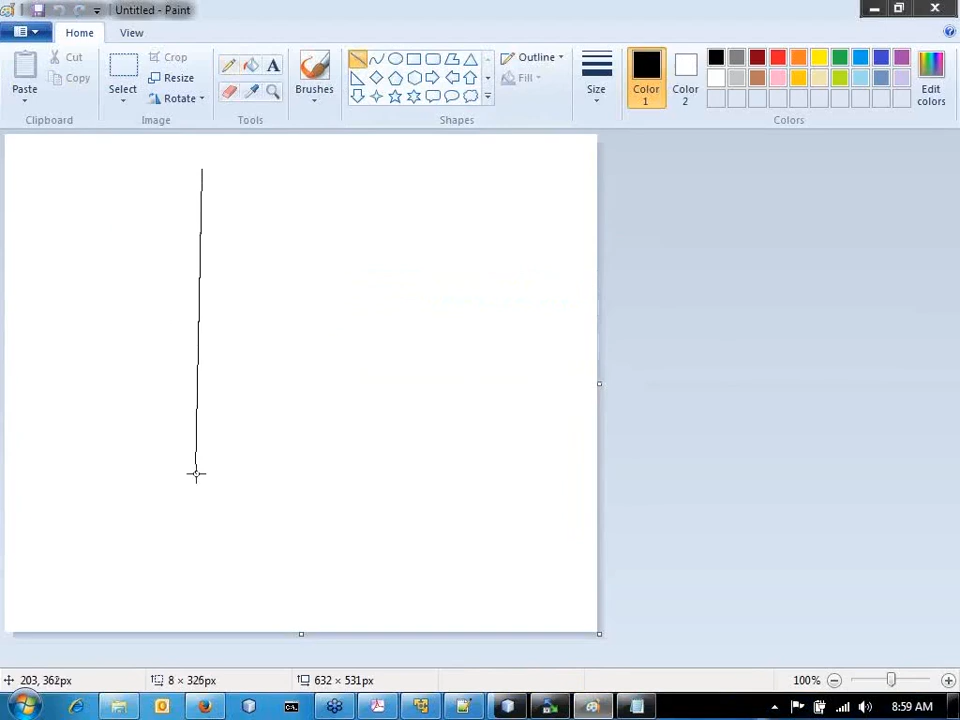 Untitled - Paint
Home View
Paste Cut Copy
Clipboard
Select Crop Resize Rotate
Image
A
Tools
Brushes
Outline Fill
Shapes
Size
Color 1
Color 2
Edit colors
Colors
203, 362px 8 × 326px 632 × 531px 100%
8:59 AM